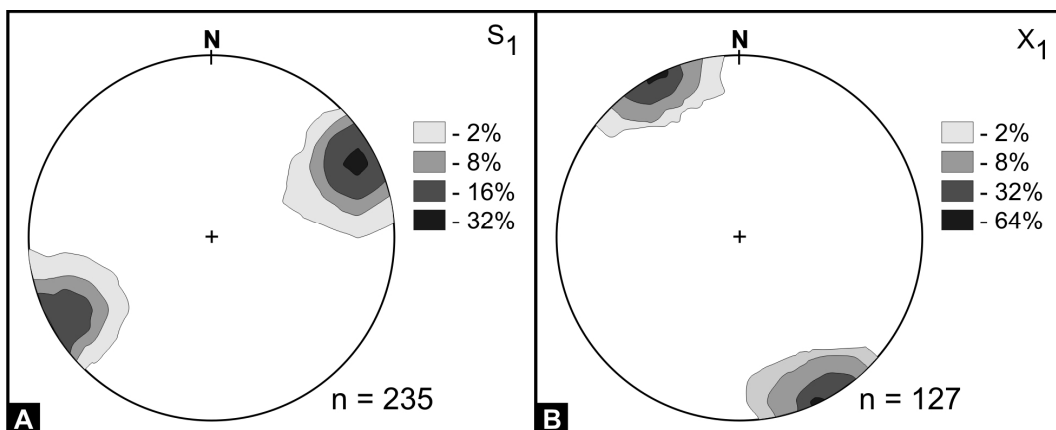 N
S1
- 2%
- 8%
- 16%
- 32%
n = 235
A
N
X1
- 2%
- 8%
- 32%
- 64%
n = 127
B